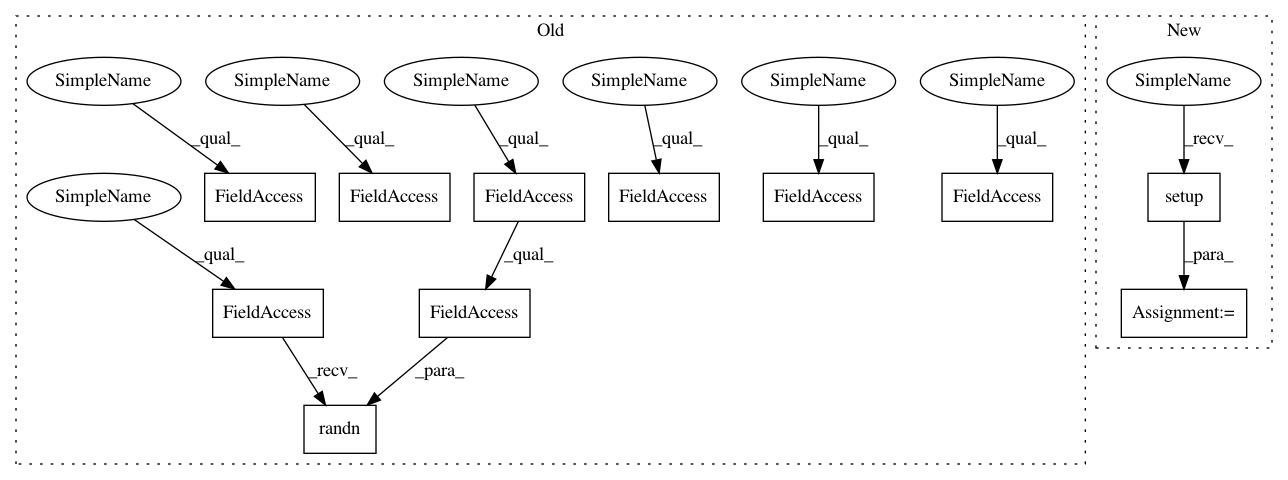 Old
New
SimpleName
SimpleName
SimpleName
SimpleName
SimpleName
SimpleName
SimpleName
_qual_
_qual_
_qual_
_qual_
_qual_
_qual_
_recv_
SimpleName
FieldAccess
FieldAccess
FieldAccess
FieldAccess
FieldAccess
FieldAccess
setup
_qual_
_qual_
_para_
FieldAccess
FieldAccess
Assignment:=
_recv_
_para_
randn